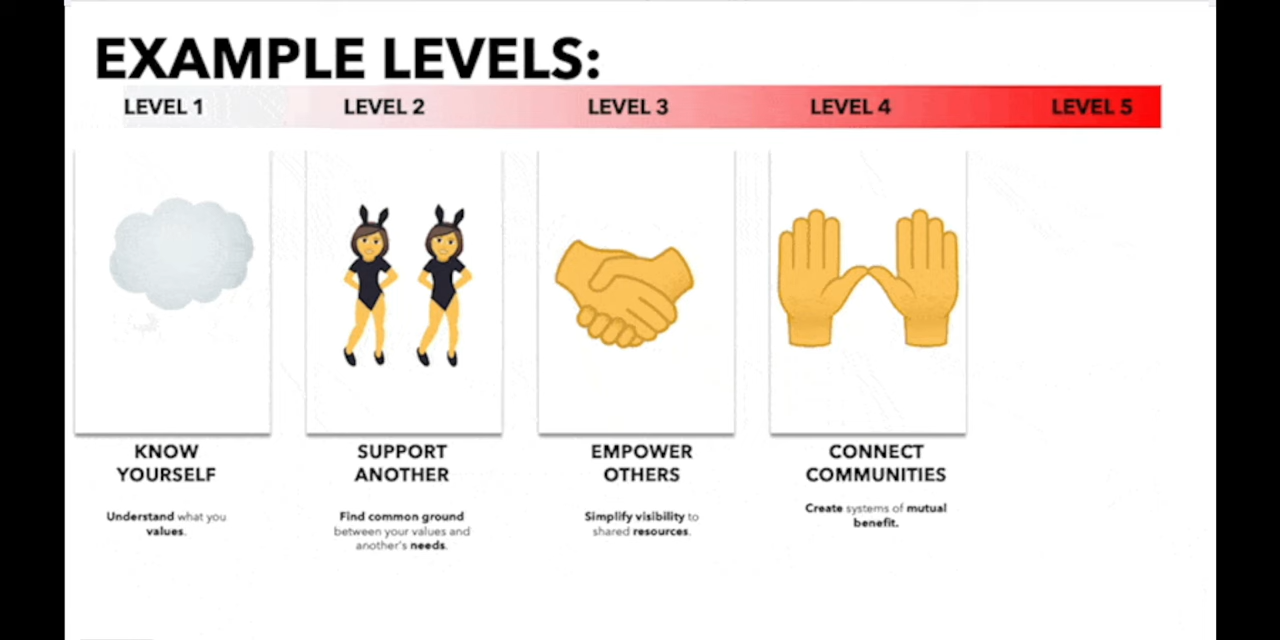 EXAMPLE LEVELS:
LEVEL 1
LEVEL 2
LEVEL 3
LEVEL 4
LEVEL 5
KNOW
YOURSELF
Understand what you
values.
SUPPORT
ANOTHER
Find common ground
between your values and
another's needs.
EMPOWER
OTHERS
Simplify visibility to
shared resources.
CONNECT
COMMUNITIES
Create systems of mutual
benefit.